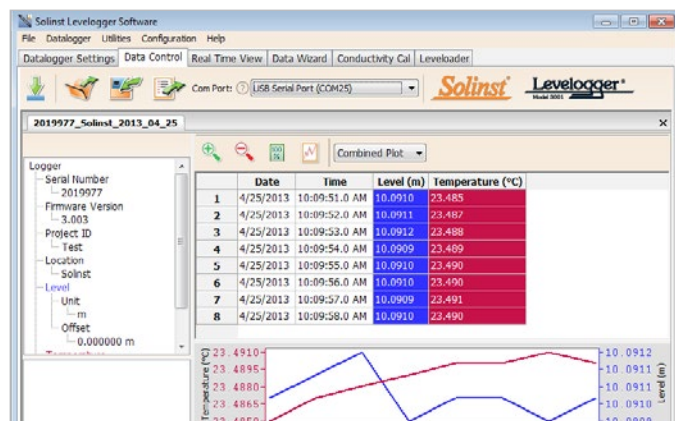 Solinst Levelogger Software
File Datalogger Utilities Configuration Help
Datalogger Settings Data Control Real Time View Data Wizard Conductivity Cal Leveloader
Com Port: ? USB Serial Port (COM25) Solinst Levelogger
Model 3001
2019977_Solinst_2013_04_25
Combined Plot
Logger
Serial Number
2019977
Firmware Version
3.003
Project ID
Test
Location
Solinst
Level
Unit
m
Offset
0.000000 m
Temperature
Date Time Level (m) Temperature (°C)
1 4/25/2013 10:09:51.0 AM 10.0910 23.485
2 4/25/2013 10:09:52.0 AM 10.0911 23.487
3 4/25/2013 10:09:53.0 AM 10.0912 23.488
4 4/25/2013 10:09:54.0 AM 10.0909 23.489
5 4/25/2013 10:09:55.0 AM 10.0910 23.490
6 4/25/2013 10:09:56.0 AM 10.0910 23.490
7 4/25/2013 10:09:57.0 AM 10.0909 23.491
8 4/25/2013 10:09:58.0 AM 10.0910 23.490
Temperature (°C)
23.4910
23.4895
23.4880
23.4865
23.4850
10.0912
10.0911
10.0911
10.0910
10.0909
Level (m)